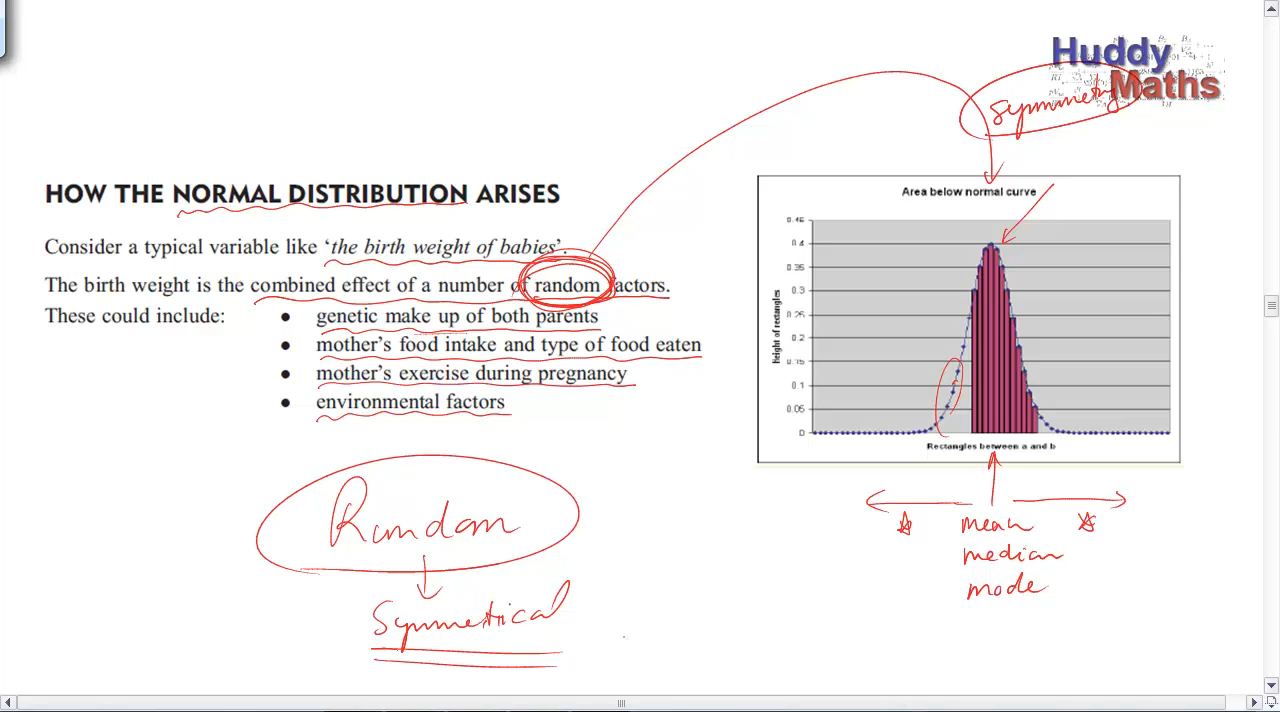 Huddy
Maths
symmetry
HOW THE NORMAL DISTRIBUTION ARISES
Consider a typical variable like ‘the birth weight of babies’.
The birth weight is the combined effect of a number of random factors.
These could include:
● genetic make up of both parents
● mother’s food intake and type of food eaten
● mother’s exercise during pregnancy
● environmental factors
Random
Symmetrical
Area below normal curve
height of rectangles
0.45
0.4
0.35
0.3
0.25
0.2
0.15
0.1
0.05
0
Rectangles between a and b
mean
median
mode